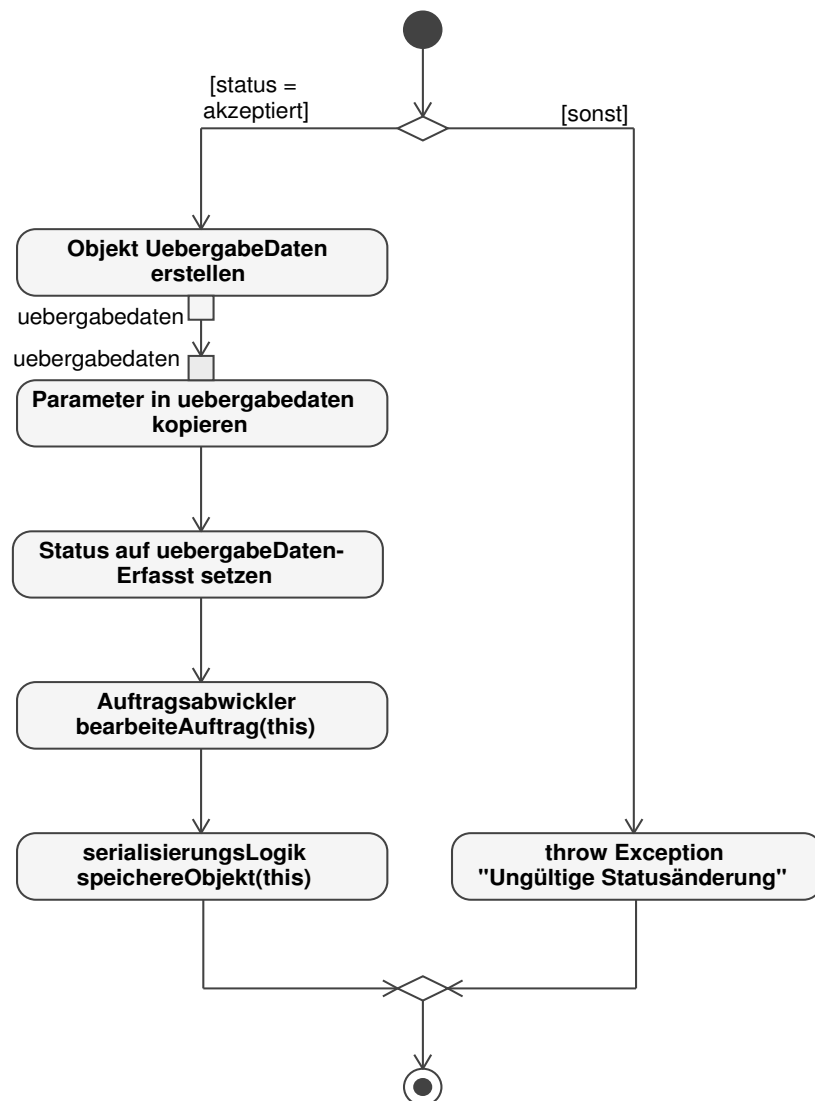 [status =
akzeptiert]
[sonst]
Objekt UebergabeDaten
erstellen
uebergabedaten
uebergabedaten
Parameter in uebergabedaten
kopieren
Status auf uebergabeDaten-
Erfasst setzen
Auftragsabwickler
bearbeiteAuftrag(this)
serialisierungsLogik
speichereObjekt(this)
throw Exception
"Ungültige Statusänderung"